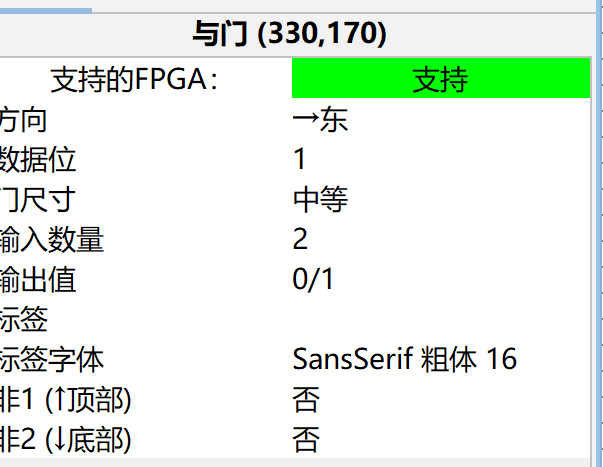 与门 (330,170)
支持的FPGA: 支持
方向 →东
数据位 1
门尺寸 中等
输入数量 2
输出值 0/1
标签
标签字体 SansSerif 粗体 16
非1 (↑顶部) 否
非2 (↓底部) 否